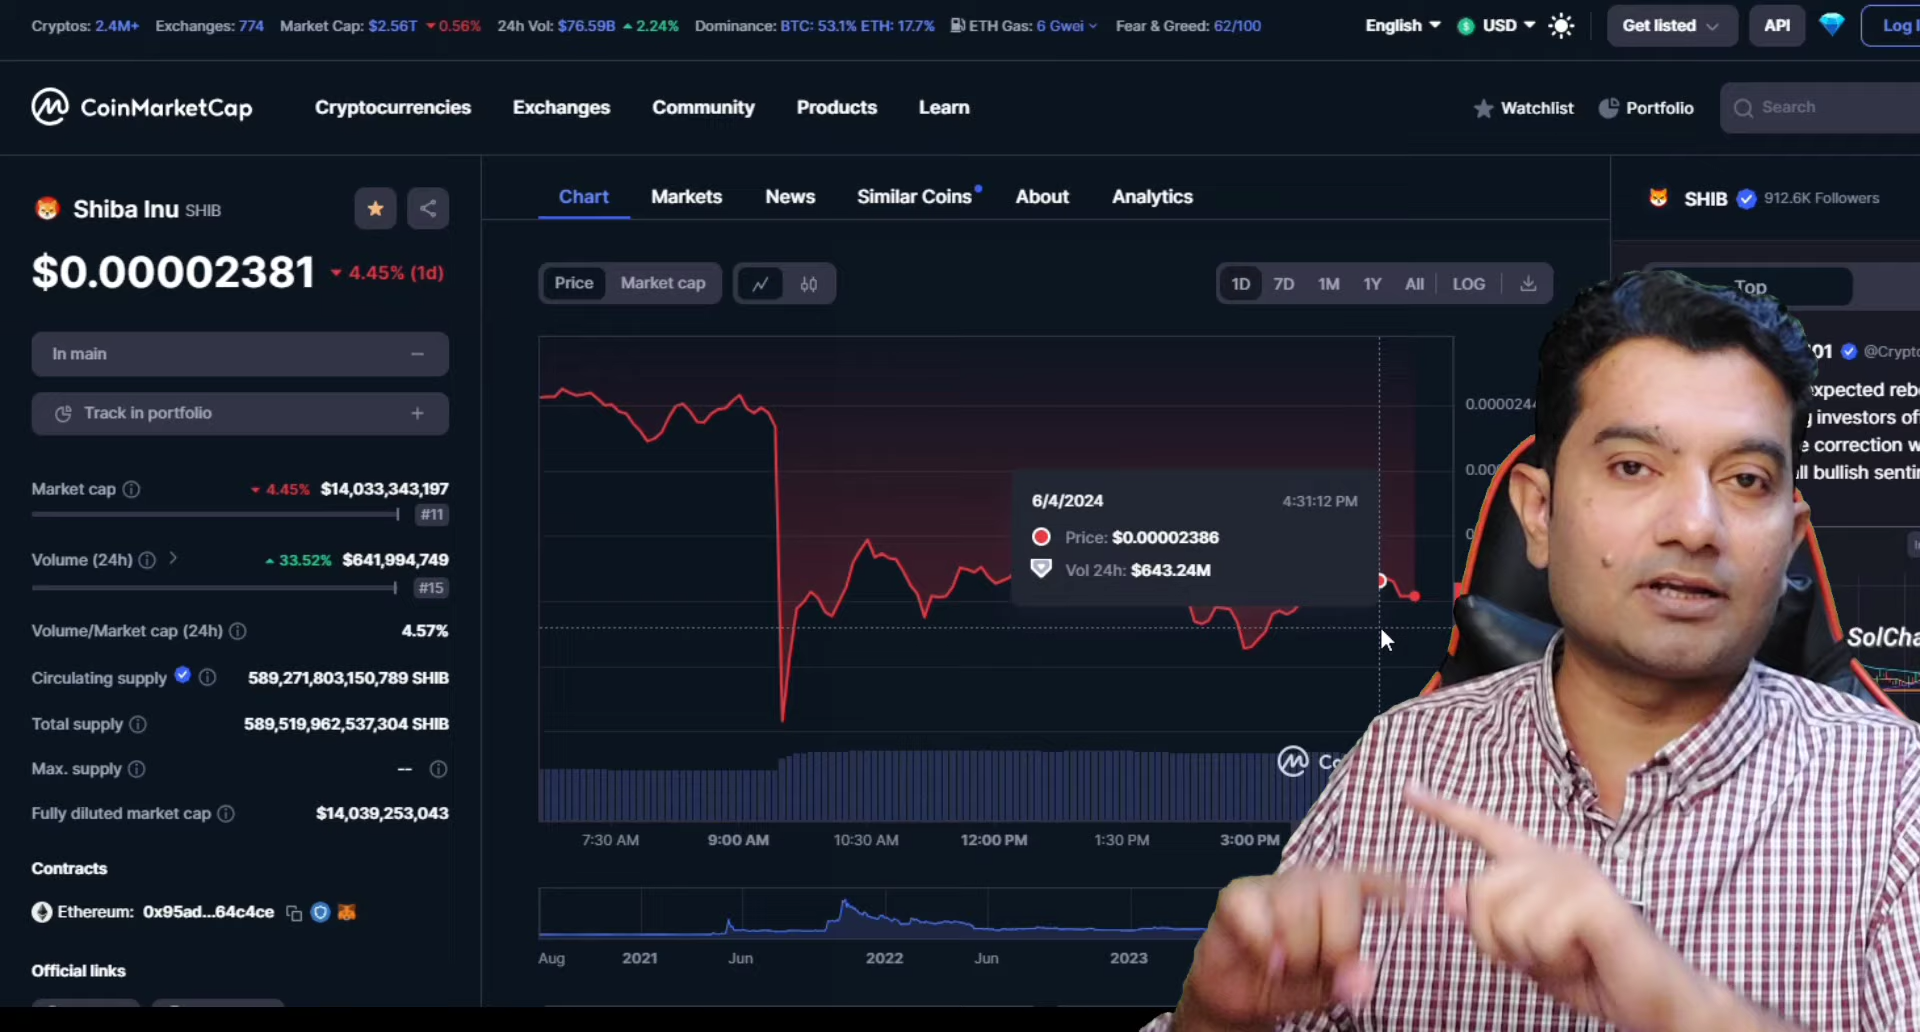 Cryptos: 2.4M+ Exchanges: 774 Market Cap: $2.56T 0.56% 24h Vol: $76.59B 2.24% Dominance: BTC: 53.1% ETH: 17.7% ETH Gas: 6 Gwei Fear & Greed: 62/100 English USD Get listed API Log
CoinMarketCap Cryptocurrencies Exchanges Community Products Learn Watchlist Portfolio Search
Shiba Inu SHIB
$0.00002381 4.45% (1d)
In main
Track in portfolio
Market cap 4.45% $14,033,343,197
#11
Volume (24h) 33.52% $641,994,749
#15
Volume/Market cap (24h) 4.57%
Circulating supply 589,271,803,150,789 SHIB
Total supply 589,519,962,537,304 SHIB
Max. supply --
Fully diluted market cap $14,039,253,043
Contracts
Ethereum: 0x95ad...64c4ce
Official links
Chart Markets News Similar Coins About Analytics
Price Market cap 1D 7D 1M 1Y All LOG
0.0000244
6/4/2024 4:31:12 PM
Price: $0.00002386
Vol 24h: $643.24M
7:30 AM 9:00 AM 10:30 AM 12:00 PM 1:30 PM 3:00 PM
Aug 2021 Jun 2022 Jun 2023
SHIB 912.6K Followers
Top
01 @Crypto
investors
correction
bullish